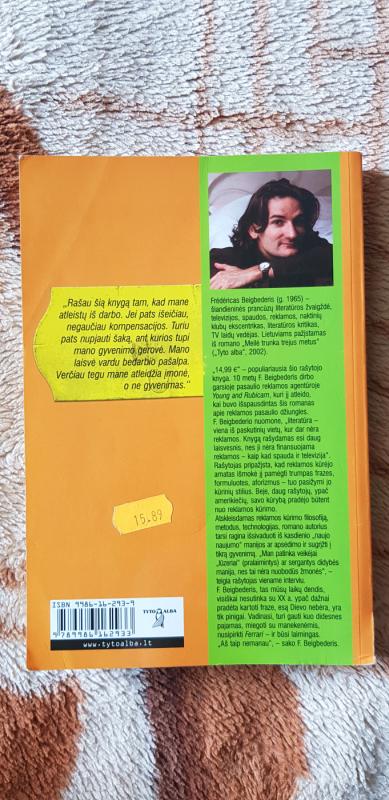 „Rašau šią knygą tam, kad mane
atleistų iš darbo. Jei pats išeičiau,
negaučiau kompensacijos. Turiu
pats nupjauti šaką, ant kurios tupi
mano gyvenimo gerovė. Mano
laisvė vardu bedarbio pašalpa.
Verčiau tegu mane atleidžia įmonė,
o ne gyvenimas.“
15.89
ISBN 9986-16-293-9
9 789986 162933
TYTO ALBA
www.tytoalba.lt
Frédéricas Beigbederis (g. 1965) –
šiandieninės prancūzų literatūros žvaigždė,
televizijos, spaudos, reklamos, naktinių
klubų ekscentrikas, literatūros kritikas,
TV laidų vedėjas. Lietuviams pažįstamas
iš romano „Meilė trunka trejus metus“
(„Tyto alba“, 2002).
„14,99 €“ – populiariausia šio rašytojo
knyga. 10 metų F. Beigbederis dirbo
garsioje pasaulio reklamos agentūroje
Young and Rubicam, kuri jį atleido,
kai buvo išspausdintas šis romanas
apie reklamos pasaulio džiungles.
F. Beigbederio nuomone, „literatūra –
viena iš paskutinių vietų, kur dar nėra
reklamos. Knygą rašydamas esi daug
laisvesnis, nes ji nėra finansuojama
reklamos – kaip kad spauda ir televizija“.
Rašytojas pripažįsta, kad reklamos kūrėjo
amatas išmokė jį pamėgti trumpas frazes,
formuluotes, aforizmus – tuo pasižymi jo
kūrinių stilius. Beje, daug rašytojų, ypač
amerikiečių, savo kūrybą pradėjo būtent
nuo reklamos kūrimo.
Atskleisdamas reklamos kūrimo filosofiją,
metodus, technologijas, romano autorius
tarsi ragina išsivaduoti iš kasdienio „naujo
naujumo“ manijos ar apsėdimo ir sugrįžti į
tikrą gyvenimą. „Man patinka veikėjai
„lūzeriai“ (pralaimintys) ar sergantys didybės
manija, nes tai nėra nuobodūs žmonės“, –
teigia rašytojas viename interviu.
F. Beigbederis, tas mūsų laikų dendis,
visiškai nesutinka su XX a. ypač dažnai
pradėta kartoti fraze, esą Dievo nebėra, yra
tik pinigai. Vadinasi, turi gauti kuo didesnes
pajamas, miegoti su manekenėmis,
nusipirkti Ferrari – ir būsi laimingas.
„Aš taip nemanau“, – sako F. Beigbederis.